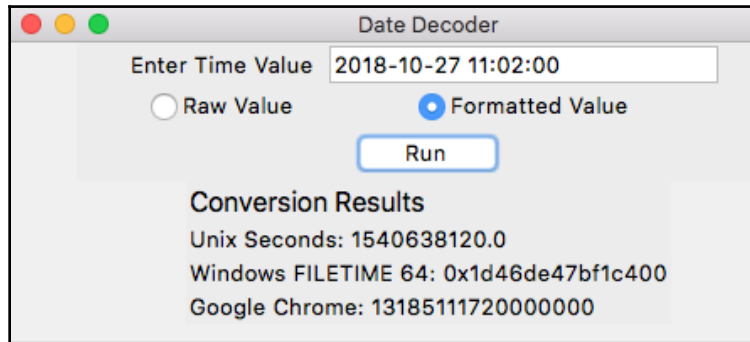 Date Decoder
Enter Time Value 2018-10-27 11:02:00
Raw Value Formatted Value
Run
Conversion Results
Unix Seconds: 1540638120.0
Windows FILETIME 64: 0x1d46de47bf1c400
Google Chrome: 13185111720000000